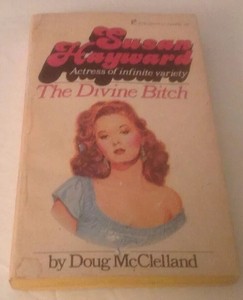 Susan
Hayward
Actress of infinite variety
The Divine Bitch
by Doug McClelland